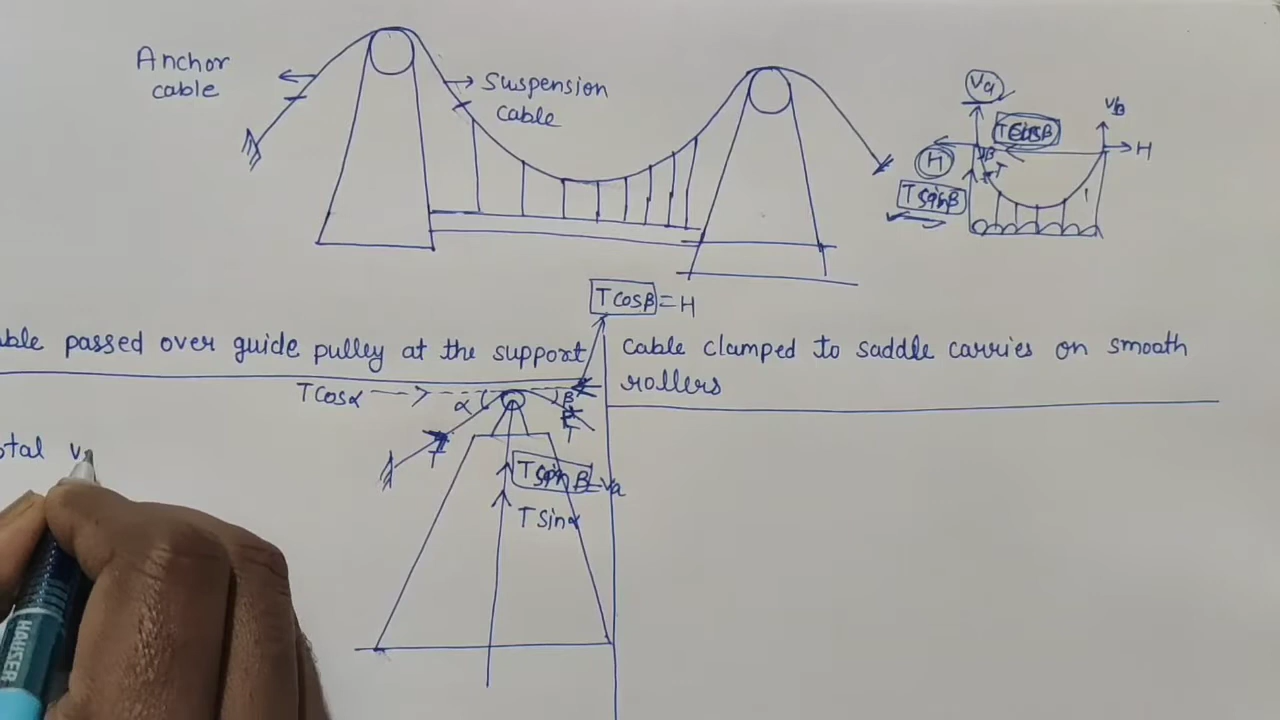 Anchor
cable
Suspension
cable
Va
VB
TCosβ
H
β
H
T
TSinβ
TCosβ = H
able passed over guide pulley at the support
cable clamped to saddle carries on smooth
rollers
TCosα
α
β
T
T
otal v
TSinβ = Va
TSinα
HAUSER